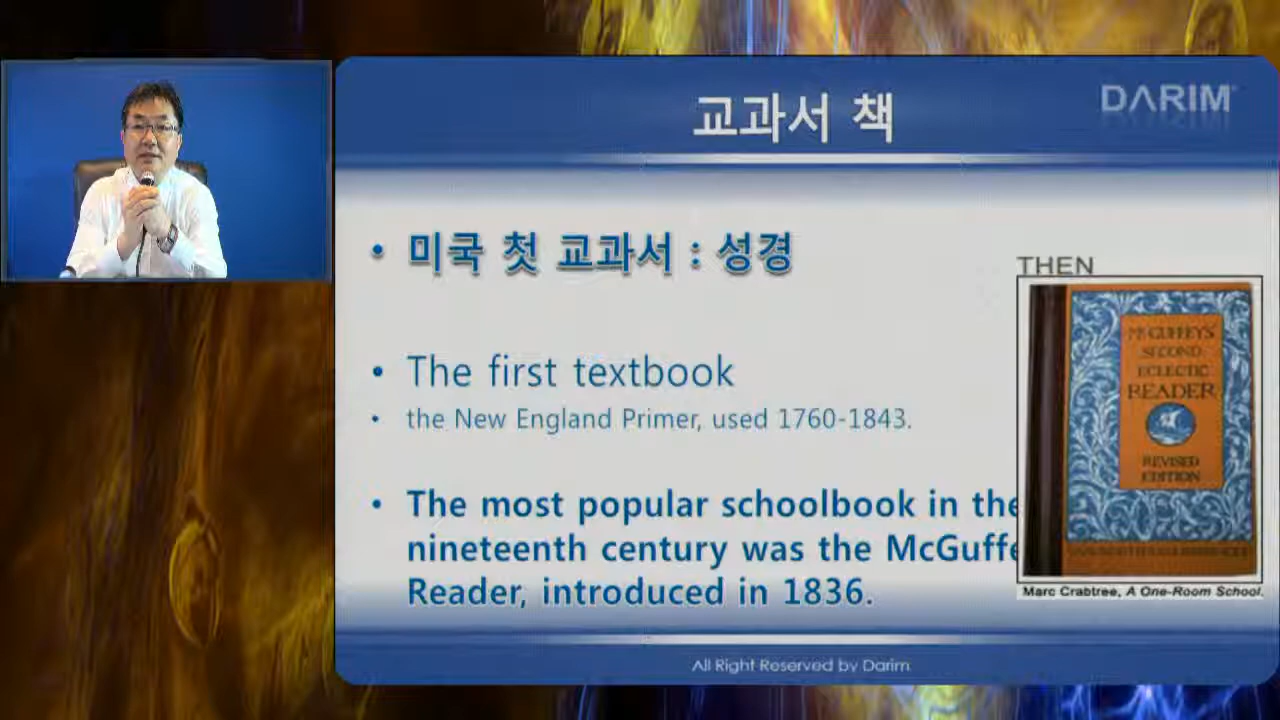 교과서 책
DARIM
• 미국 첫 교과서 : 성경
THEN
• The first textbook
• the New England Primer, used 1760-1843.
• The most popular schoolbook in the
nineteenth century was the McGuffe
Reader, introduced in 1836.
McGUFFEY'S
SECOND
ECLECTIC
READER
REVISED
EDITION
Marc Crabtree, A One-Room School.
All Right Reserved by Darim